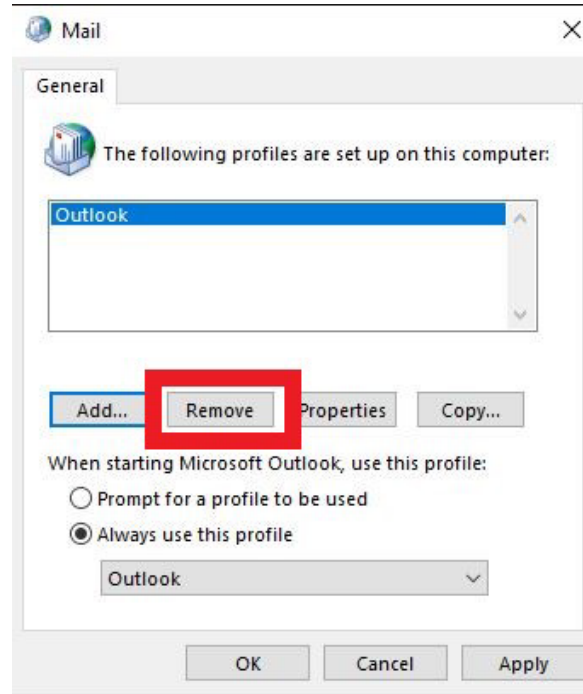 Mail
General
The following profiles are set up on this computer:
Outlook
Add... Remove Properties Copy...
When starting Microsoft Outlook, use this profile:
Prompt for a profile to be used
Always use this profile
Outlook
OK Cancel Apply